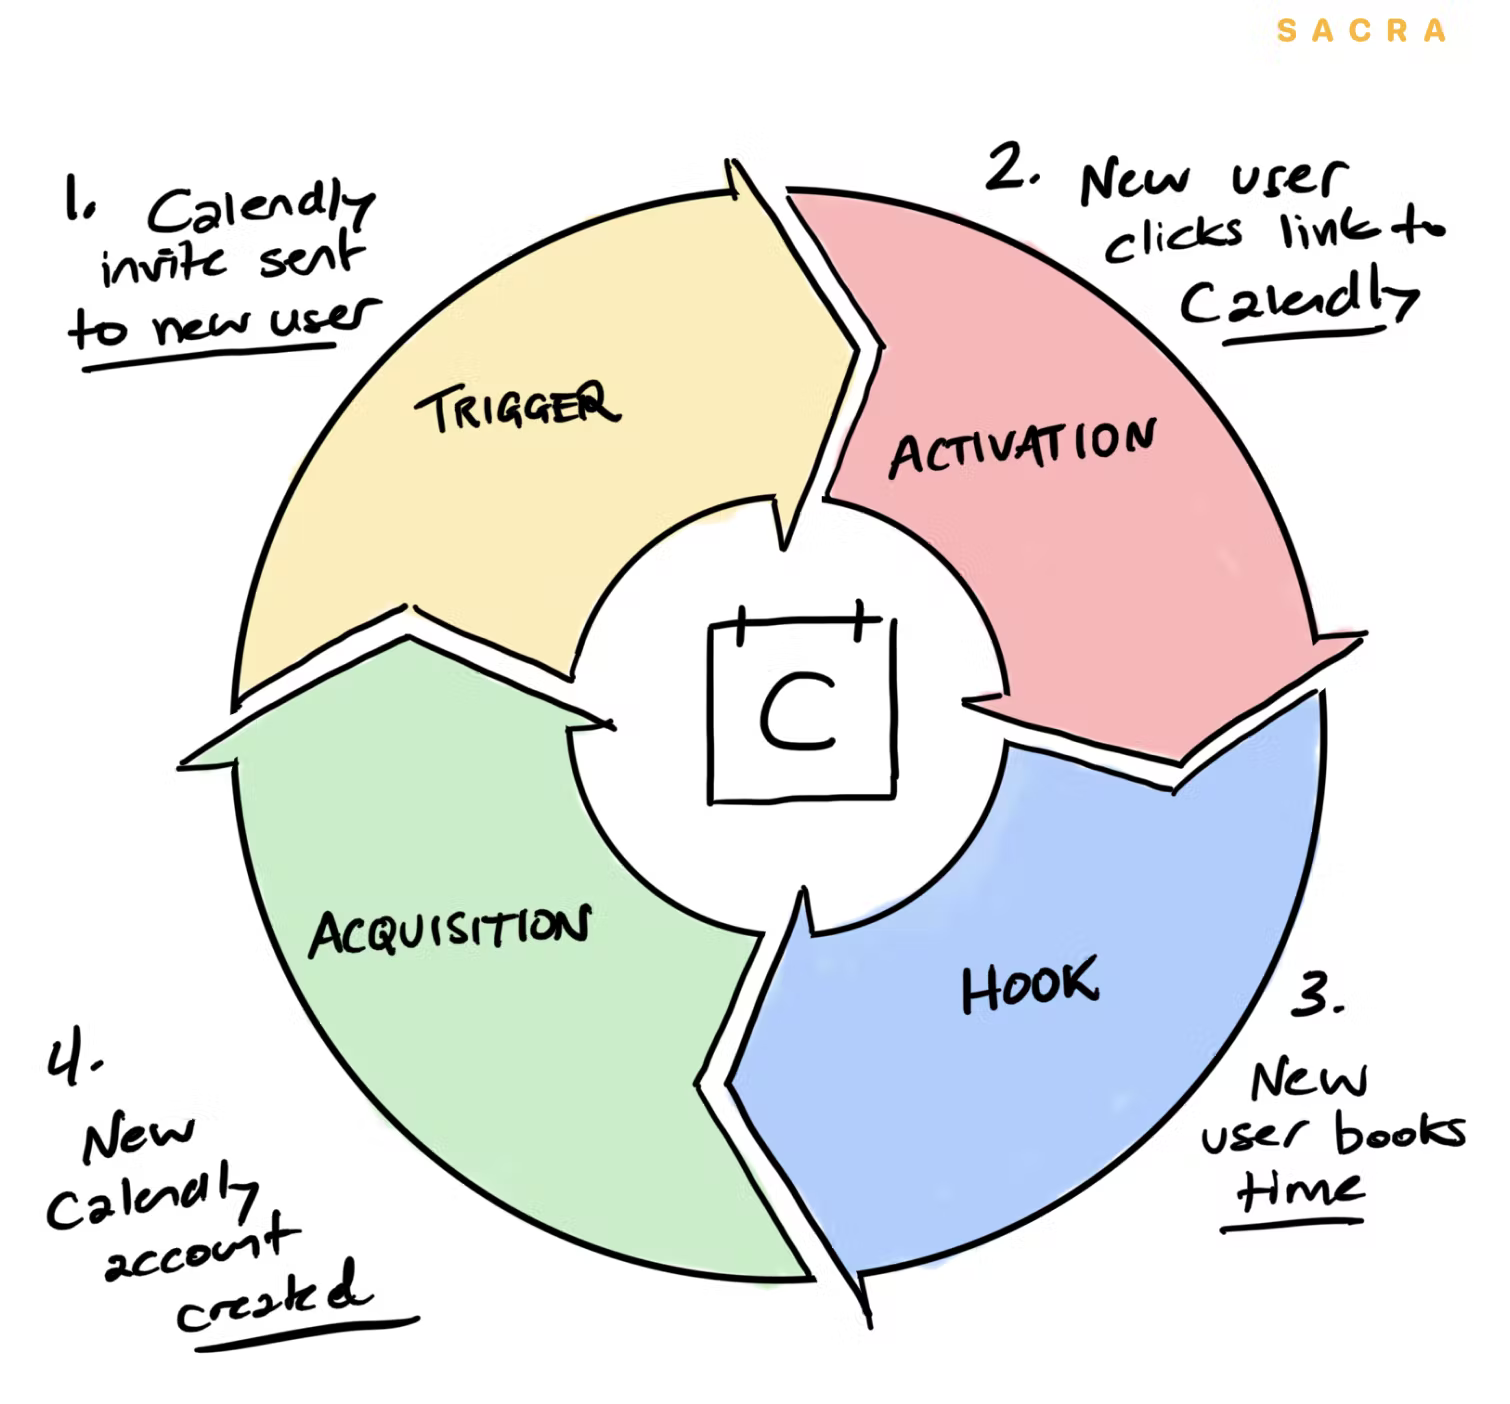 SACRA
1. Calendly
invite sent
to new user
2. New user
clicks link to
Calendly
TRIGGER
ACTIVATION
C
ACQUISITION
HOOK
3.
New
user books
time
4.
New
Calendly
account
created